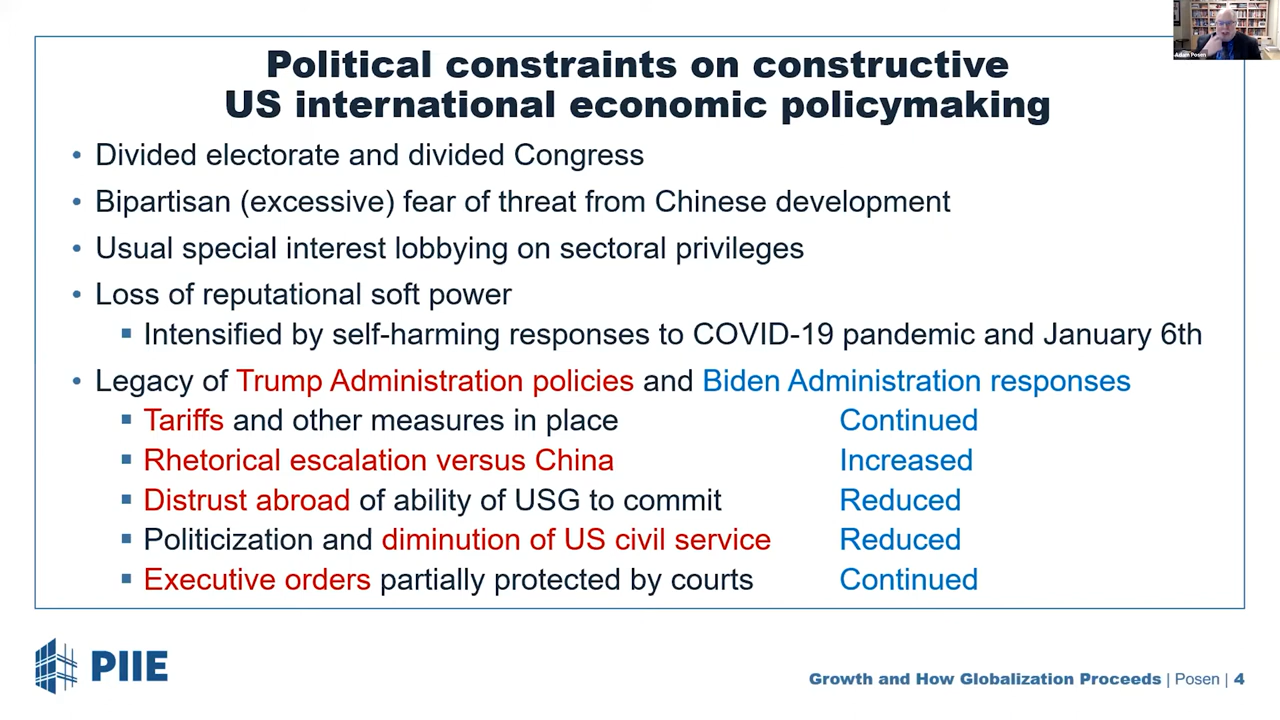 Political constraints on constructive
US international economic policymaking
• Divided electorate and divided Congress
• Bipartisan (excessive) fear of threat from Chinese development
• Usual special interest lobbying on sectoral privileges
• Loss of reputational soft power
▪ Intensified by self-harming responses to COVID-19 pandemic and January 6th
• Legacy of Trump Administration policies and Biden Administration responses
▪ Tariffs and other measures in place Continued
▪ Rhetorical escalation versus China Increased
▪ Distrust abroad of ability of USG to commit Reduced
▪ Politicization and diminution of US civil service Reduced
▪ Executive orders partially protected by courts Continued
PIIE
Growth and How Globalization Proceeds | Posen | 4
Adam Posen